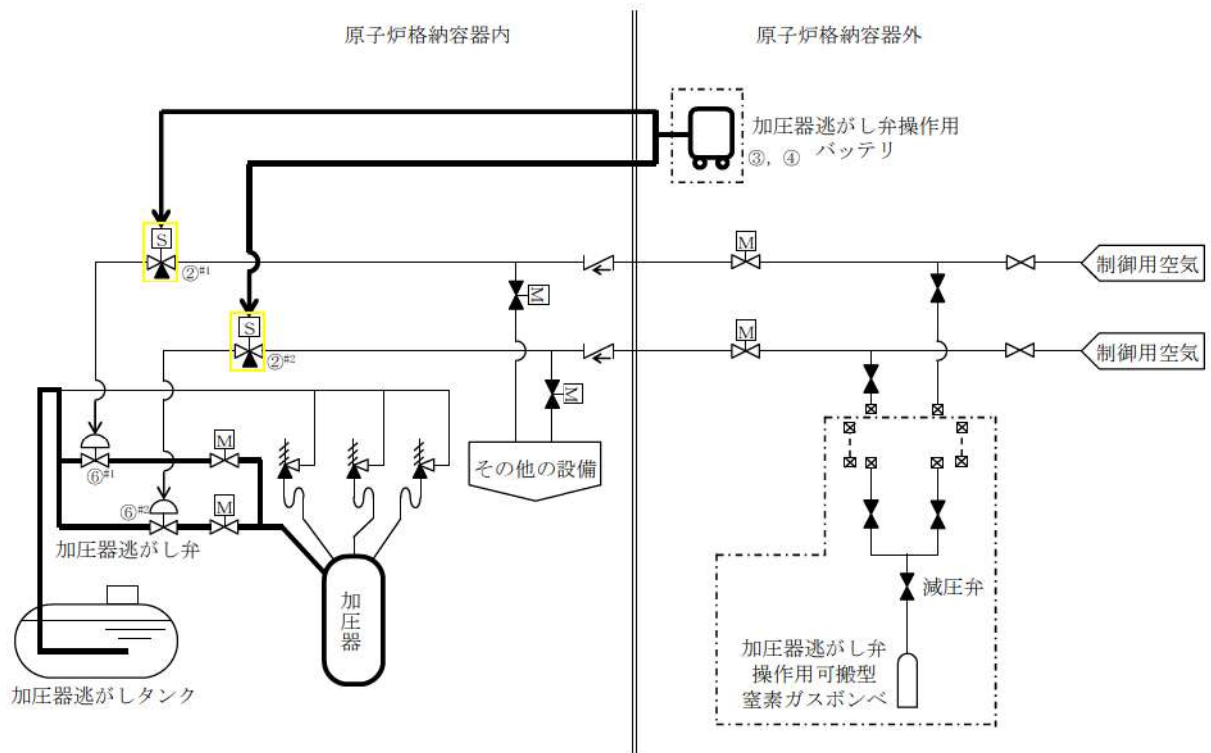 原子炉格納容器内
原子炉格納容器外
加圧器逃がし弁操作用
③，④ バッテリ
S
②#1
M
制御用空気
M
S
②#2
M
制御用空気
M
M
⑥#1
その他の設備
⑥#2
M
加圧器逃がし弁
減圧弁
加圧器
加圧器逃がし弁
操作用可搬型
窒素ガスボンベ
加圧器逃がしタンク